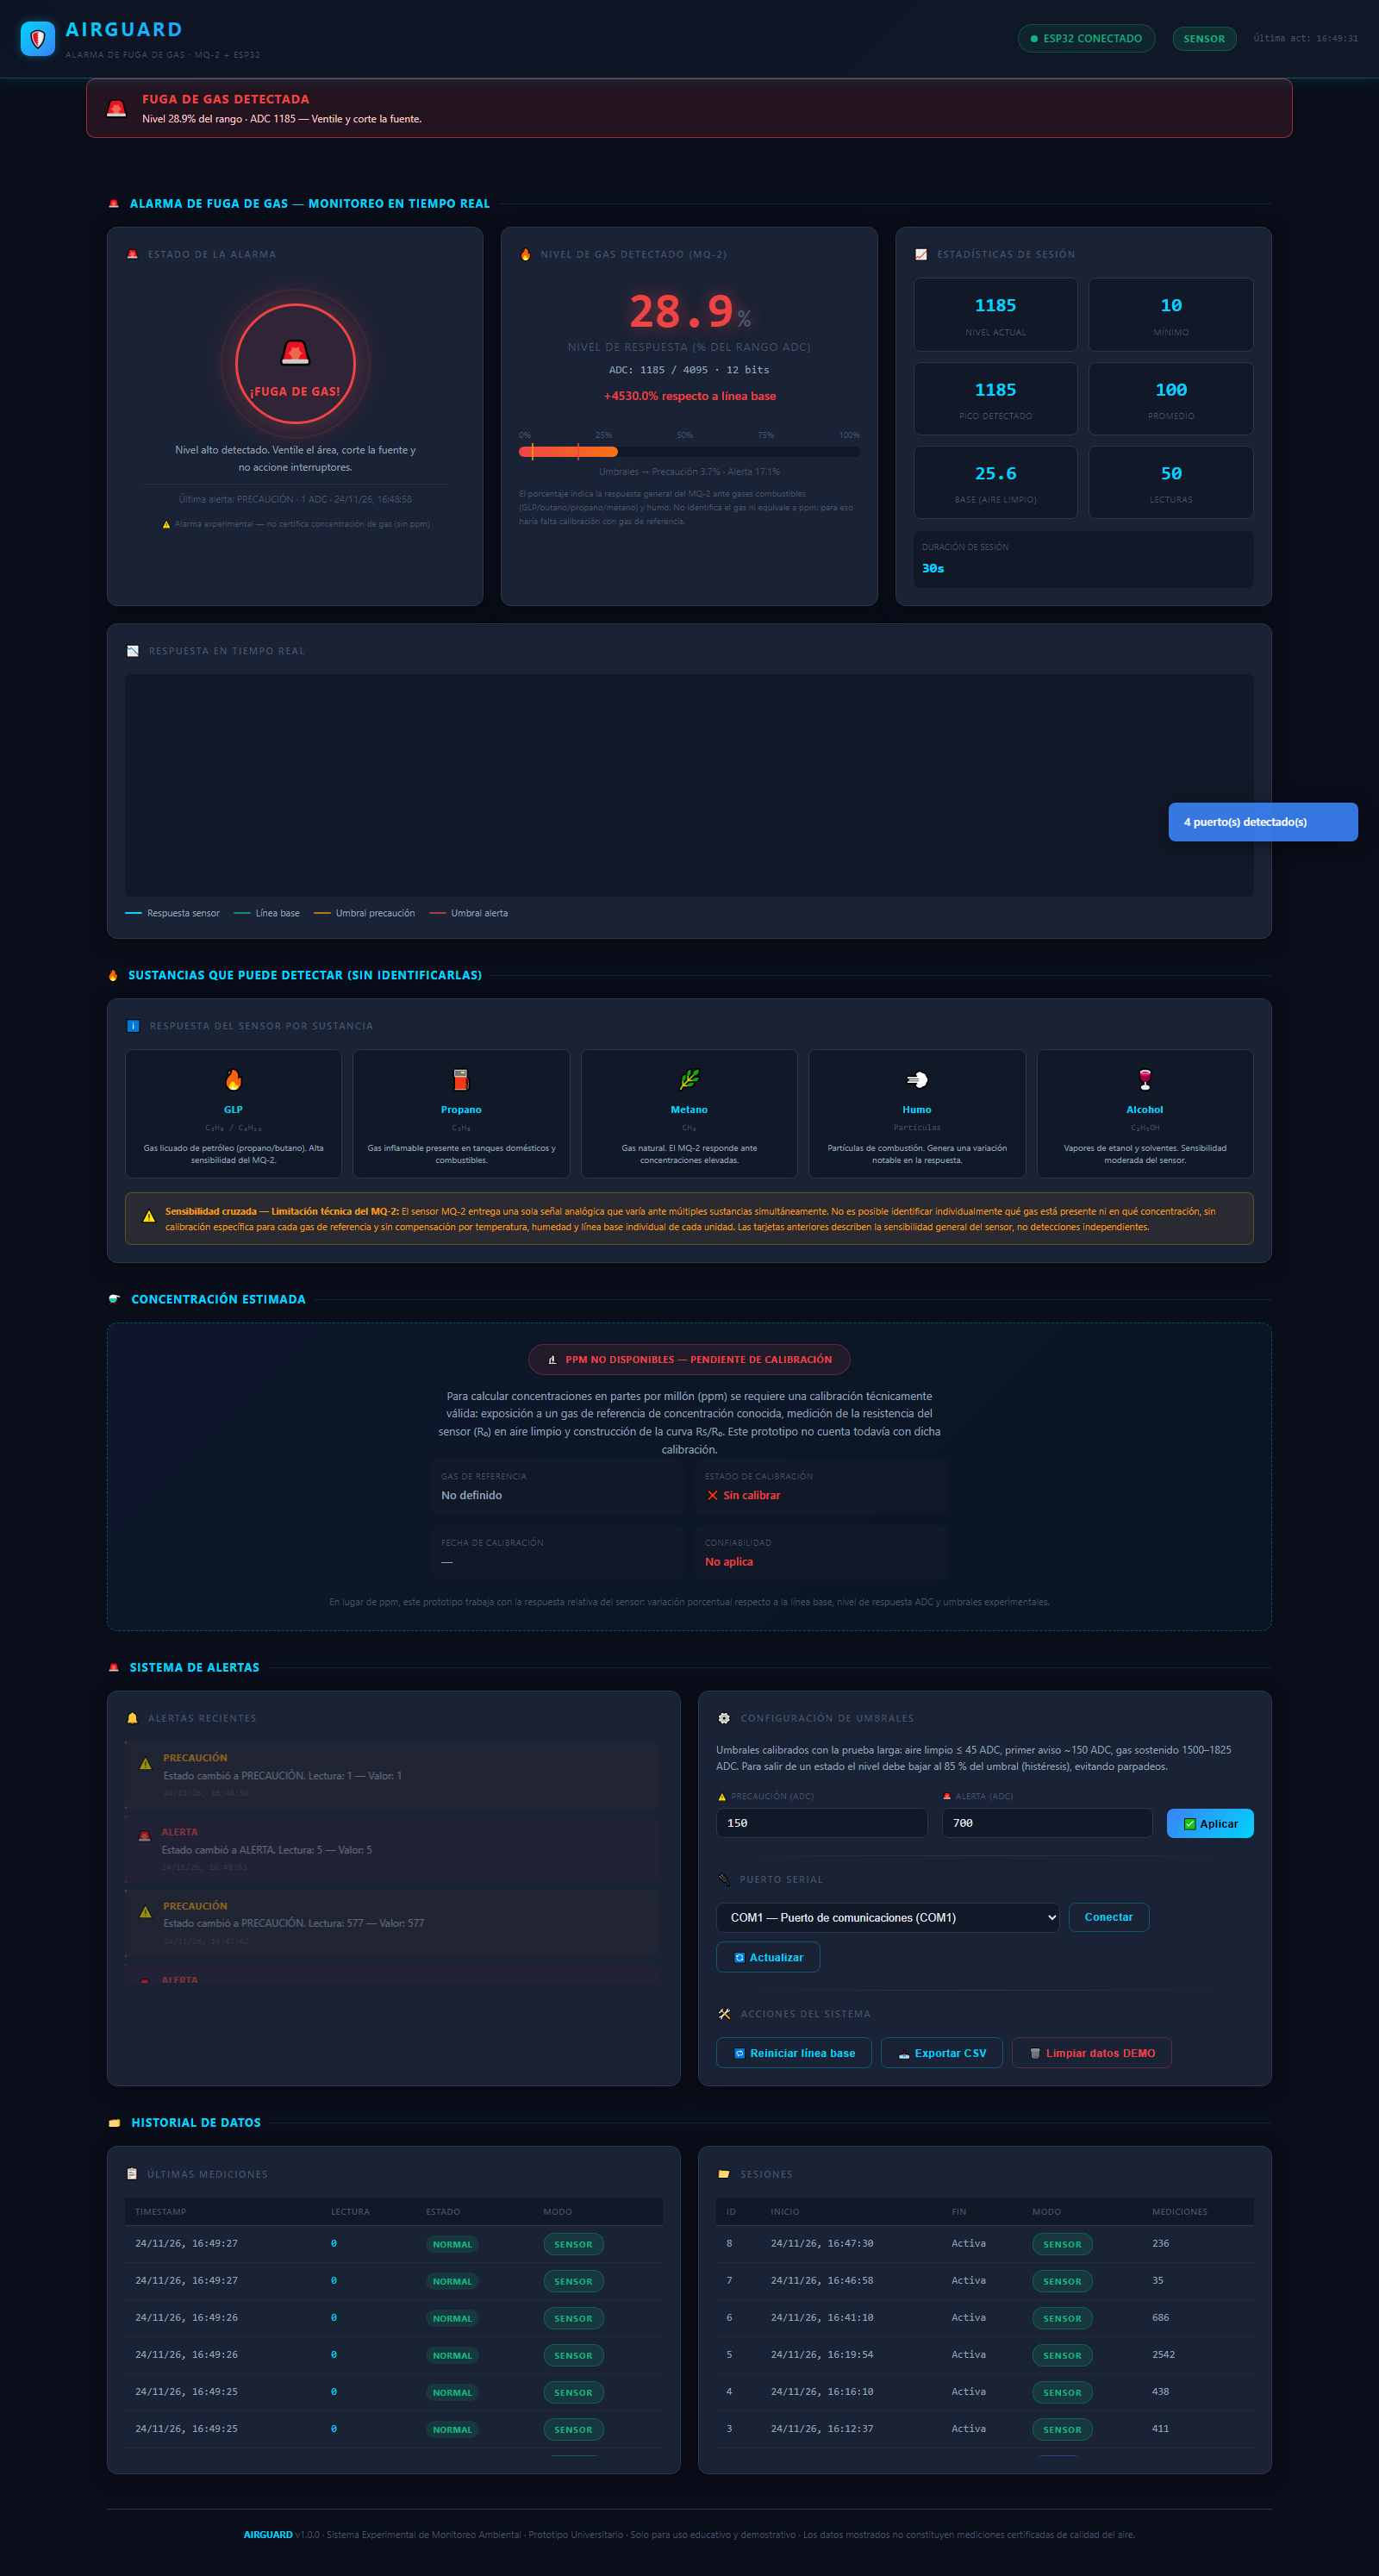 AIRGUARD
ALARMA DE FUGA DE GAS · MQ-2 + ESP32
ESP32 CONECTADO
SENSOR
Última act: 16:49:31
FUGA DE GAS DETECTADA
Nivel 28.9% del rango · ADC 1185 — Ventile y corte la fuente.
ALARMA DE FUGA DE GAS — MONITOREO EN TIEMPO REAL
ESTADO DE LA ALARMA
¡FUGA DE GAS!
Nivel alto detectado. Ventile el área, corte la fuente y
no accione interruptores.
Última alerta: PRECAUCIÓN · 1 ADC · 24/11/26, 16:48:58
Alarma experimental — no certifica concentración de gas (sin ppm)
NIVEL DE GAS DETECTADO (MQ-2)
28.9%
NIVEL DE RESPUESTA (% DEL RANGO ADC)
ADC: 1185 / 4095 · 12 bits
+4530.0% respecto a línea base
0% 25% 50% 75% 100%
Umbrales → Precaución 3.7% · Alerta 17.1%
El porcentaje indica la respuesta general del MQ-2 ante gases combustibles
(GLP/butano/propano/metano) y humo. No identifica el gas ni equivale a ppm: para eso
haría falta calibración con gas de referencia.
ESTADÍSTICAS DE SESIÓN
1185
NIVEL ACTUAL
10
MÍNIMO
1185
PICO DETECTADO
100
PROMEDIO
25.6
BASE (AIRE LIMPIO)
50
LECTURAS
DURACIÓN DE SESIÓN
30s
RESPUESTA EN TIEMPO REAL
4 puerto(s) detectado(s)
Respuesta sensor
Línea base
Umbral precaución
Umbral alerta
SUSTANCIAS QUE PUEDE DETECTAR (SIN IDENTIFICARLAS)
RESPUESTA DEL SENSOR POR SUSTANCIA
GLP
C₃H₈ / C₄H₁₀
Gas licuado de petróleo (propano/butano). Alta
sensibilidad del MQ-2.
Propano
C₃H₈
Gas inflamable presente en tanques domésticos y
combustibles.
Metano
CH₄
Gas natural. El MQ-2 responde ante
concentraciones elevadas.
Humo
Partículas
Partículas de combustión. Genera una variación
notable en la respuesta.
Alcohol
C₂H₅OH
Vapores de etanol y solventes. Sensibilidad
moderada del sensor.
Sensibilidad cruzada — Limitación técnica del MQ-2: El sensor MQ-2 entrega una sola señal analógica que varía ante múltiples sustancias simultáneamente. No es posible identificar individualmente qué gas está presente ni en qué concentración, sin
calibración específica para cada gas de referencia y sin compensación por temperatura, humedad y línea base individual de cada unidad. Las tarjetas anteriores describen la sensibilidad general del sensor, no detecciones independientes.
CONCENTRACIÓN ESTIMADA
PPM NO DISPONIBLES — PENDIENTE DE CALIBRACIÓN
Para calcular concentraciones en partes por millón (ppm) se requiere una calibración técnicamente
válida: exposición a un gas de referencia de concentración conocida, medición de la resistencia del
sensor (R₀) en aire limpio y construcción de la curva Rs/R₀. Este prototipo no cuenta todavía con dicha
calibración.
GAS DE REFERENCIA
No definido
ESTADO DE CALIBRACIÓN
Sin calibrar
FECHA DE CALIBRACIÓN
—
CONFIABILIDAD
No aplica
En lugar de ppm, este prototipo trabaja con la respuesta relativa del sensor: variación porcentual respecto a la línea base, nivel de respuesta ADC y umbrales experimentales.
SISTEMA DE ALERTAS
ALERTAS RECIENTES
PRECAUCIÓN
Estado cambió a PRECAUCIÓN. Lectura: 1 — Valor: 1
24/11/26, 16:48:58
ALERTA
Estado cambió a ALERTA. Lectura: 5 — Valor: 5
PRECAUCIÓN
Estado cambió a PRECAUCIÓN. Lectura: 577 — Valor: 577
ALERTA
CONFIGURACIÓN DE UMBRALES
Umbrales calibrados con la prueba larga: aire limpio ≤ 45 ADC, primer aviso ~150 ADC, gas sostenido 1500–1825
ADC. Para salir de un estado el nivel debe bajar al 85 % del umbral (histéresis), evitando parpadeos.
PRECAUCIÓN (ADC)
150
ALERTA (ADC)
700
Aplicar
PUERTO SERIAL
COM1 — Puerto de comunicaciones (COM1)
Conectar
Actualizar
ACCIONES DEL SISTEMA
Reiniciar línea base
Exportar CSV
Limpiar datos DEMO
HISTORIAL DE DATOS
ÚLTIMAS MEDICIONES
TIMESTAMP LECTURA ESTADO MODO
24/11/26, 16:49:27 0 NORMAL SENSOR
24/11/26, 16:49:27 0 NORMAL SENSOR
24/11/26, 16:49:26 0 NORMAL SENSOR
24/11/26, 16:49:26 0 NORMAL SENSOR
24/11/26, 16:49:25 0 NORMAL SENSOR
24/11/26, 16:49:25 0 NORMAL SENSOR
SESIONES
ID INICIO FIN MODO MEDICIONES
8 24/11/26, 16:47:30 Activa SENSOR 236
7 24/11/26, 16:46:58 Activa SENSOR 35
6 24/11/26, 16:41:10 Activa SENSOR 686
5 24/11/26, 16:19:54 Activa SENSOR 2542
4 24/11/26, 16:16:10 Activa SENSOR 438
3 24/11/26, 16:12:37 Activa SENSOR 411
AIRGUARD v1.0.0 · Sistema Experimental de Monitoreo Ambiental · Prototipo Universitario · Solo para uso educativo y demostrativo · Los datos mostrados no constituyen mediciones certificadas de calidad del aire.